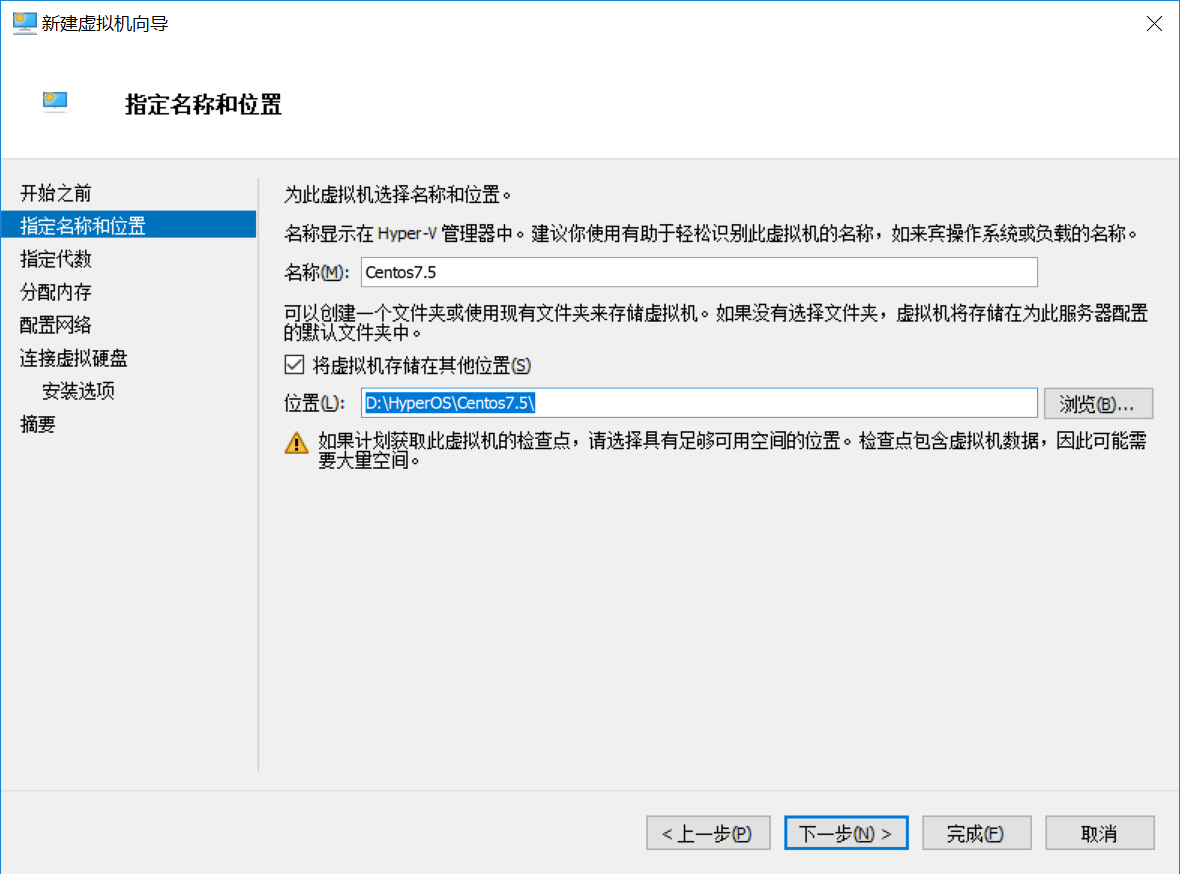 新建虚拟机向导
指定名称和位置
开始之前
指定名称和位置
指定代数
分配内存
配置网络
连接虚拟硬盘
安装选项
摘要
为此虚拟机选择名称和位置。
名称显示在 Hyper-V 管理器中。建议你使用有助于轻松识别此虚拟机的名称，如来宾操作系统或负载的名称。
名称(M): Centos7.5
可以创建一个文件夹或使用现有文件夹来存储虚拟机。如果没有选择文件夹，虚拟机将存储在为此服务器配置
的默认文件夹中。
将虚拟机存储在其他位置(S)
位置(L): D:\HyperOS\Centos7.5\ 浏览(B)...
如果计划获取此虚拟机的检查点，请选择具有足够可用空间的位置。检查点包含虚拟机数据，因此可能需
要大量空间。
< 上一步(P) 下一步(N) > 完成(F) 取消